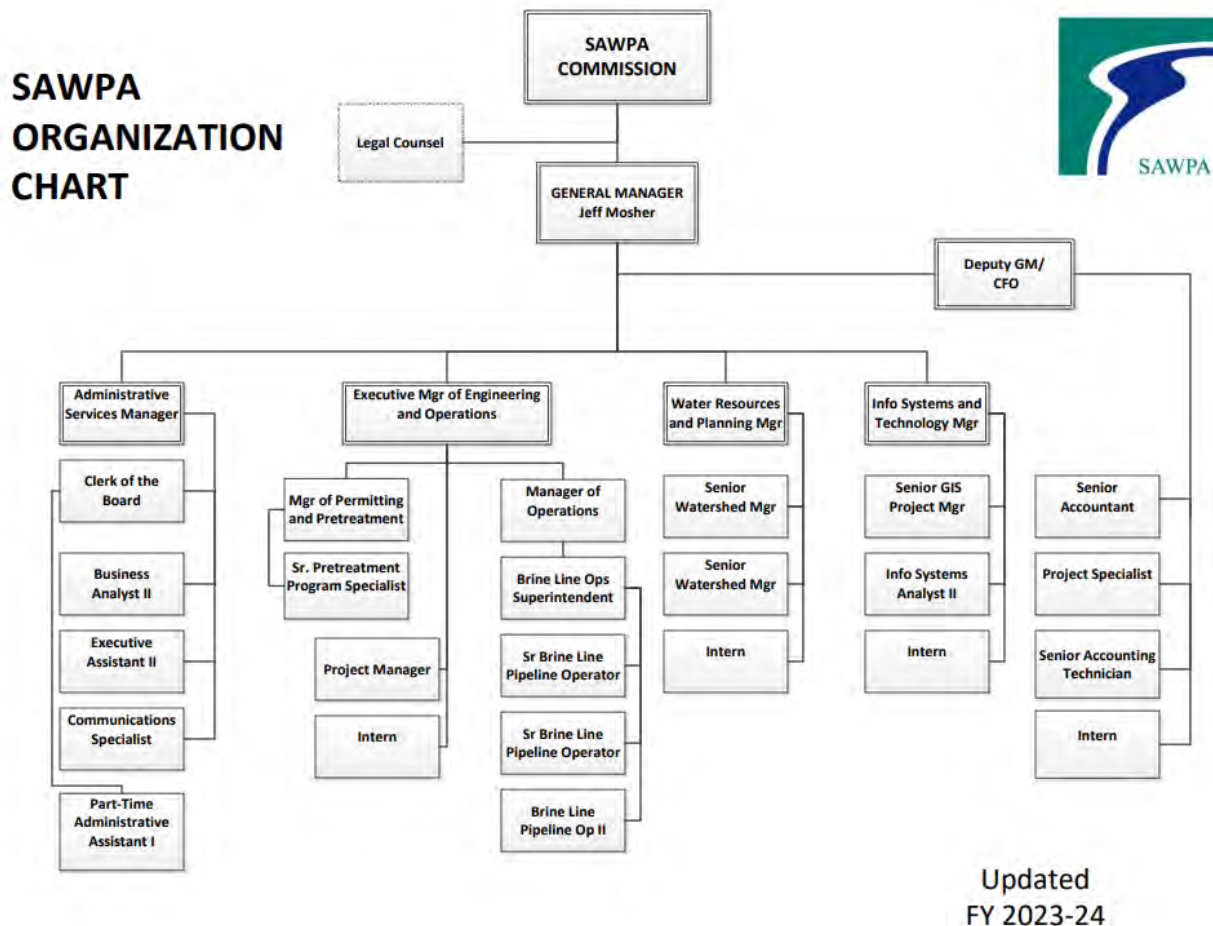 SAWPA
ORGANIZATION
CHART
SAWPA
COMMISSION
Legal Counsel
SAWPA
GENERAL MANAGER
Jeff Mosher
Deputy GM/
CFO
Administrative
Services Manager
Clerk of the
Board
Business
Analyst II
Executive
Assistant II
Communications
Specialist
Part-Time
Administrative
Assistant I
Executive Mgr of Engineering
and Operations
Mgr of Permitting
and Pretreatment
Sr. Pretreatment
Program Specialist
Project Manager
Intern
Manager of
Operations
Brine Line Ops
Superintendent
Sr Brine Line
Pipeline Operator
Sr Brine Line
Pipeline Operator
Brine Line
Pipeline Op II
Water Resources
and Planning Mgr
Senior
Watershed Mgr
Senior
Watershed Mgr
Intern
Info Systems and
Technology Mgr
Senior GIS
Project Mgr
Info Systems
Analyst II
Intern
Senior
Accountant
Project Specialist
Senior Accounting
Technician
Intern
Updated
FY 2023-24